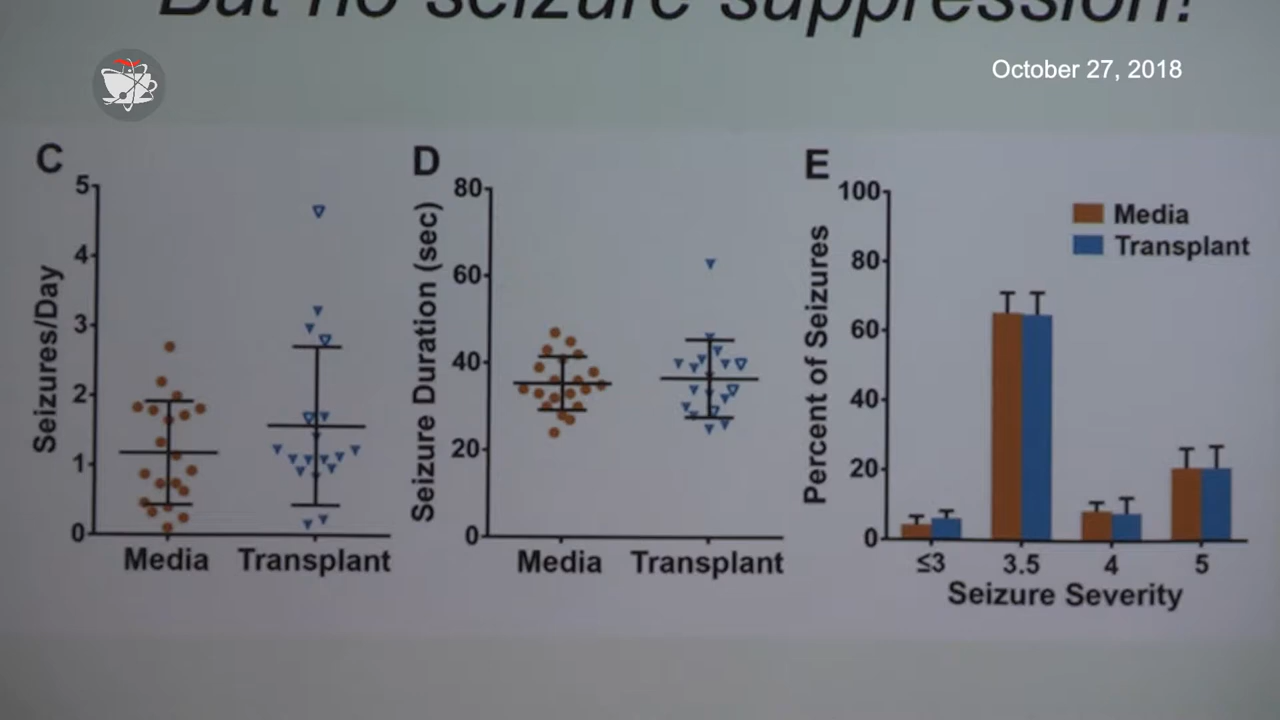 But no seizure suppression!
October 27, 2018
C
5
4
3
2
1
0
Seizures/Day
Media Transplant
D
80
60
40
20
0
Seizure Duration (sec)
Media Transplant
E
100
80
60
40
20
0
Percent of Seizures
Media
Transplant
≤3 3.5 4 5
Seizure Severity